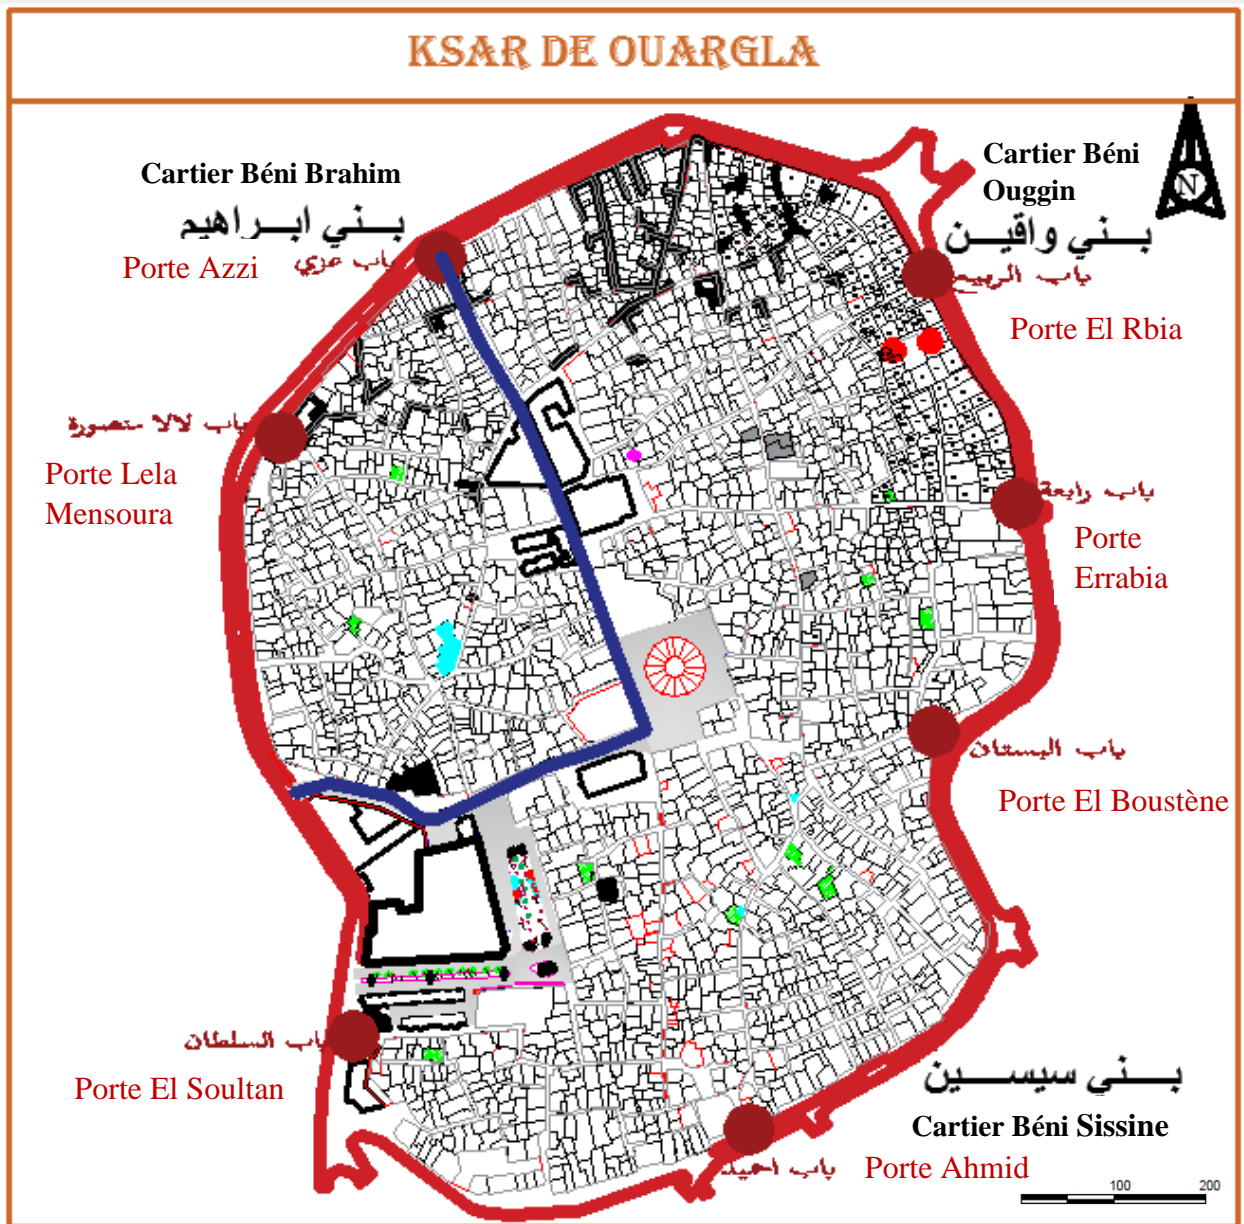 KSAR DE OUARGLA
Cartier Béni Brahim
بني ابراهيم
باب عزي
Porte Azzi
Cartier Béni
Ouggin
بني واقين
باب الربيع
Porte El Rbia
N
باب لالا منصورة
Porte Lela
Mensoura
باب رابعة
Porte
Errabia
باب البستان
Porte El Boustène
باب السلطان
Porte El Soultan
بني سيسين
Cartier Béni Sissine
باب احميد
Porte Ahmid
100 200